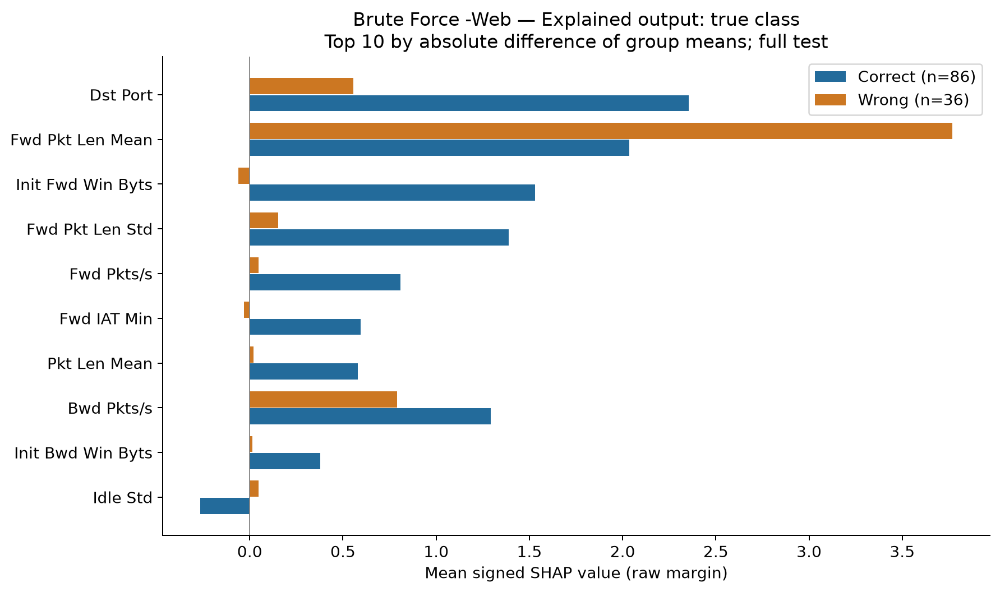 Brute Force -Web — Explained output: true class
Top 10 by absolute difference of group means; full test
Correct (n=86)
Wrong (n=36)
Dst Port
Fwd Pkt Len Mean
Init Fwd Win Byts
Fwd Pkt Len Std
Fwd Pkts/s
Fwd IAT Min
Pkt Len Mean
Bwd Pkts/s
Init Bwd Win Byts
Idle Std
0.0 0.5 1.0 1.5 2.0 2.5 3.0 3.5
Mean signed SHAP value (raw margin)